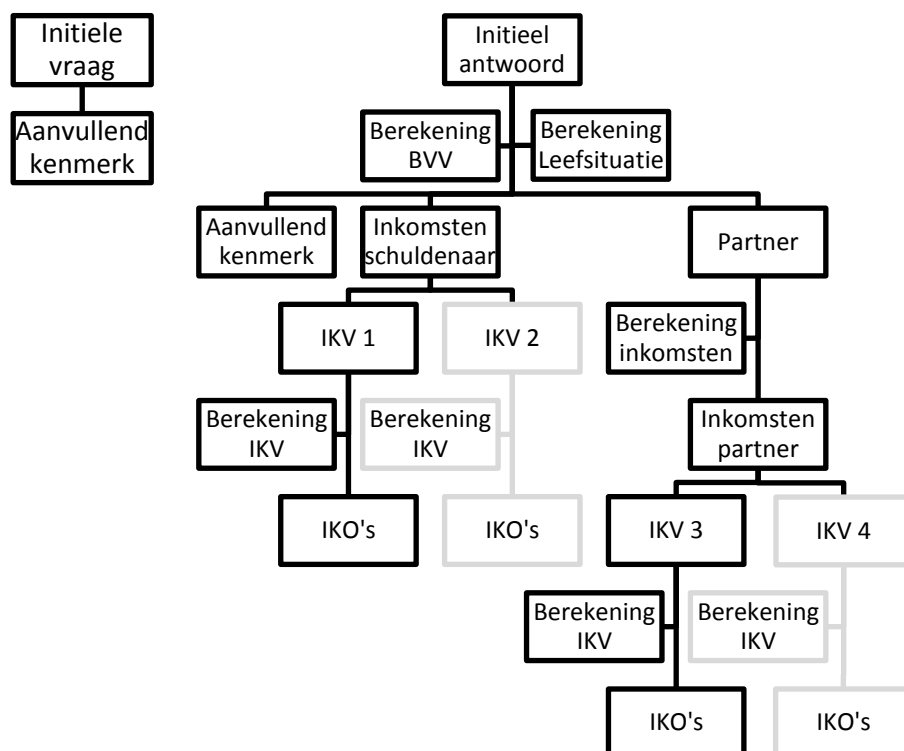 Initiele
vraag
Aanvullend
kenmerk
Initieel
antwoord
Berekening
BVV
Berekening
Leefsituatie
Aanvullend
kenmerk
Inkomsten
schuldenaar
Partner
IKV 1
IKV 2
Berekening
inkomsten
Berekening
IKV
Berekening
IKV
Inkomsten
partner
IKO's
IKO's
IKV 3
IKV 4
Berekening
IKV
Berekening
IKV
IKO's
IKO's